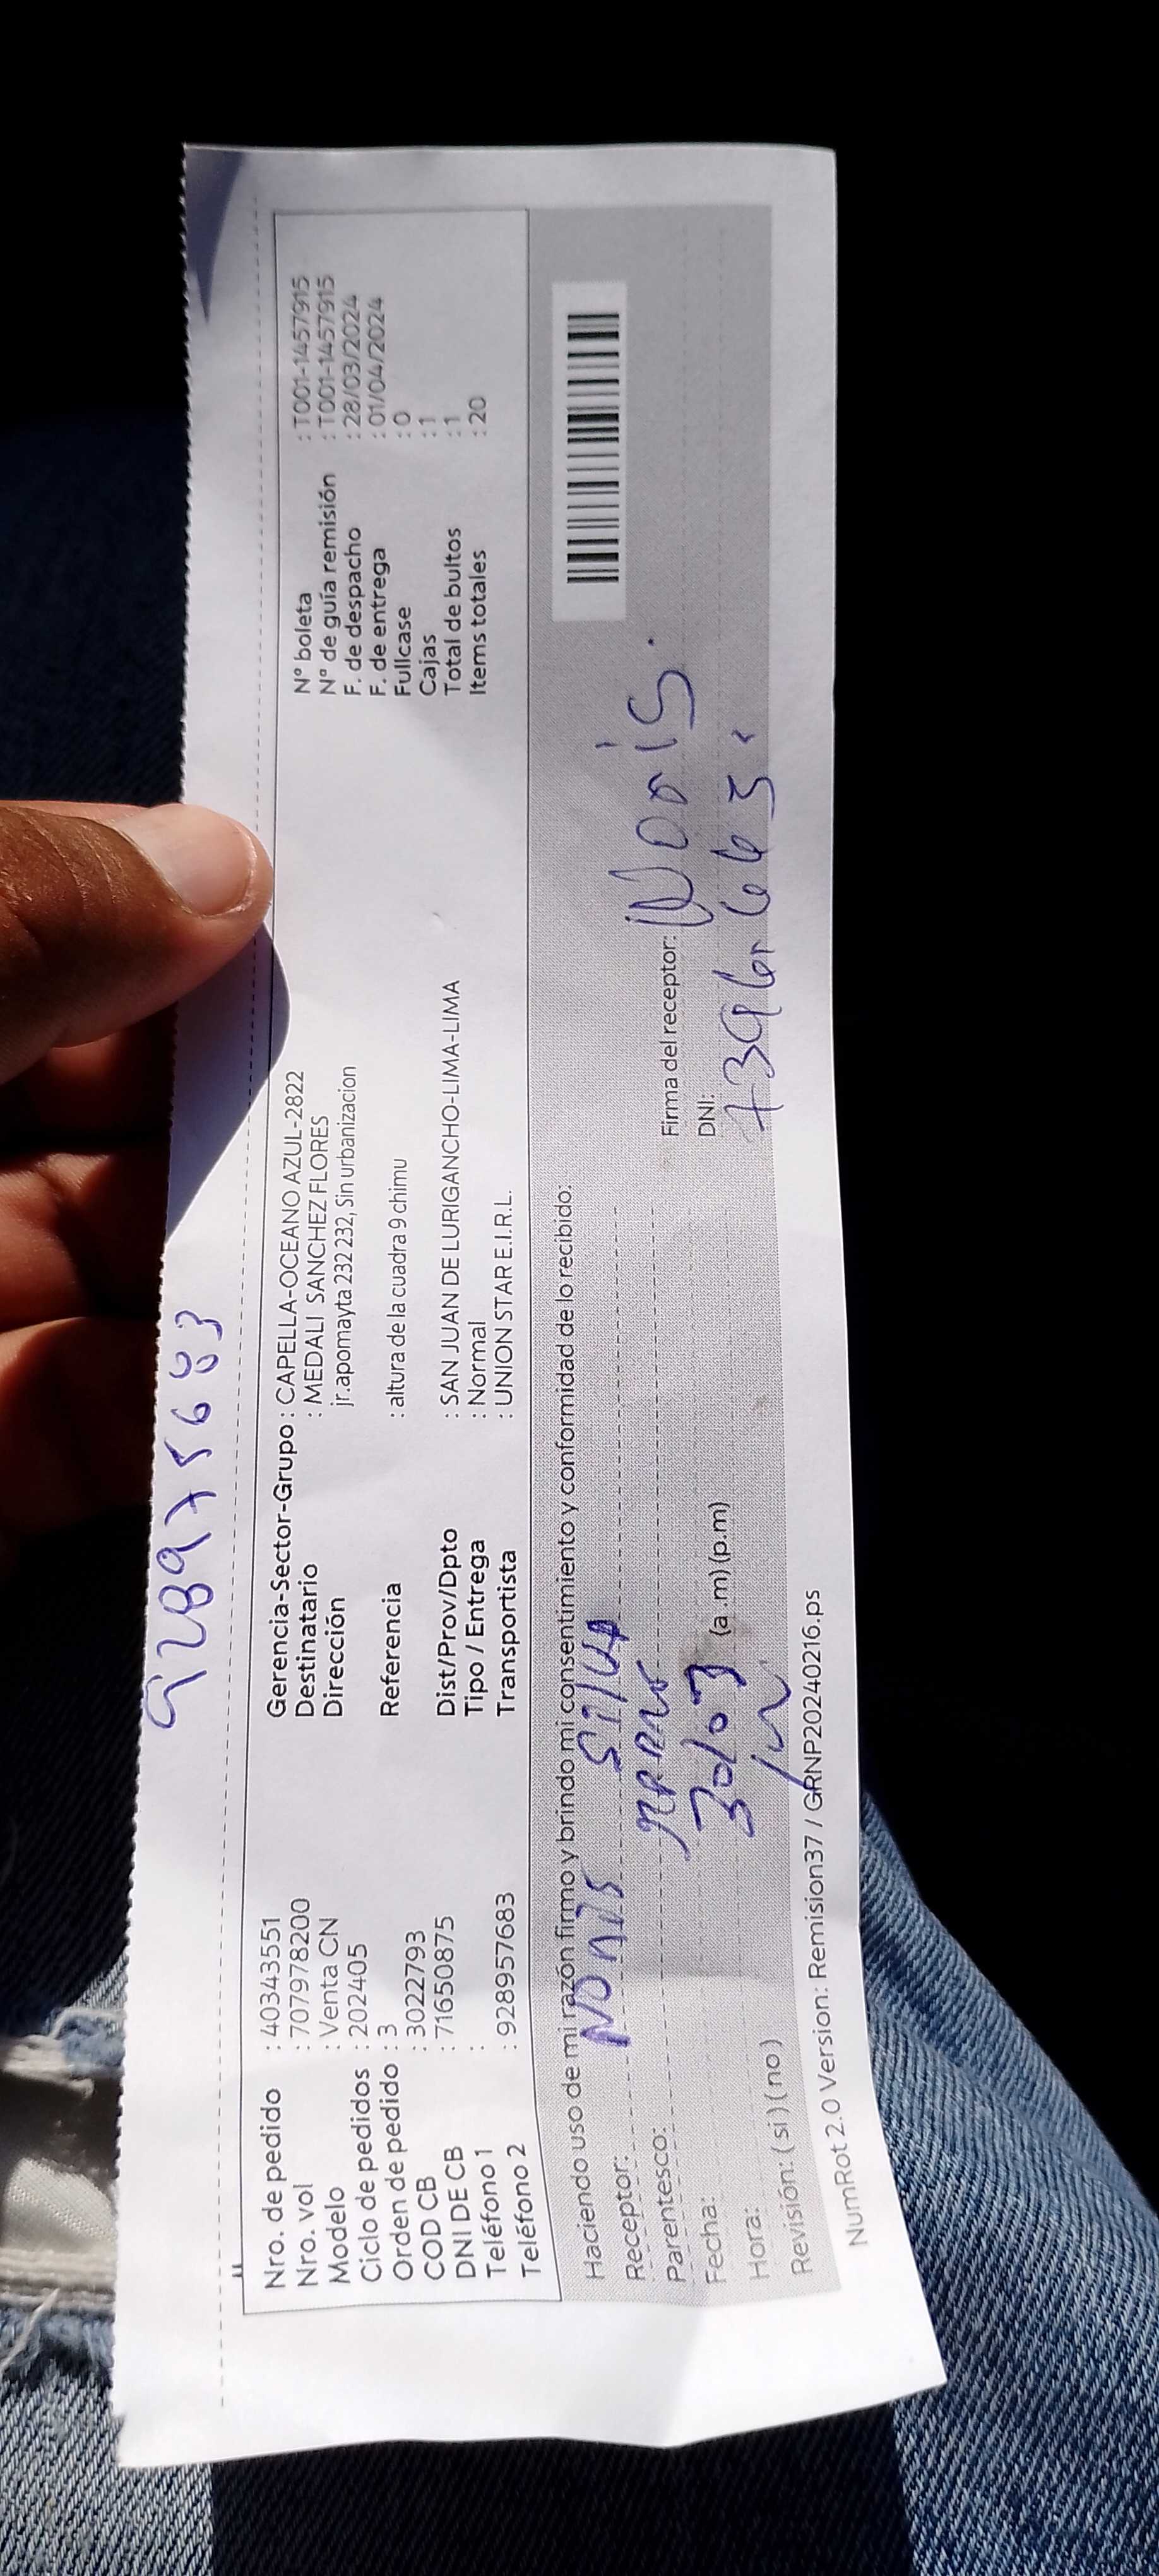 928975683
Nro. de pedido : 40343551
Nro. vol : 707978200
Modelo : Venta CN
Ciclo de pedidos : 202405
Orden de pedido : 3
COD CB : 3022793
DNI DE CB : 71650875
Teléfono 1 :
Teléfono 2 : 928957683
Gerencia-Sector-Grupo : CAPELLA-OCEANO AZUL-2822
Destinatario : MEDALI SANCHEZ FLORES
Dirección jr.apomayta 232 232, Sin urbanizacion
Referencia : altura de la cuadra 9 chimu
Dist/Prov/Dpto : SAN JUAN DE LURIGANCHO-LIMA-LIMA
Tipo / Entrega : Normal
Transportista : UNION STAR E.I.R.L.
N° boleta : T001-1457915
N° de guía remisión : T001-1457915
F. de despacho : 28/03/2024
F. de entrega : 01/04/2024
Fullcase : 0
Cajas : 1
Total de bultos : 1
Items totales : 20
Haciendo uso de mi razón firmo y brindo mi consentimiento y conformidad de lo recibido:
Receptor:
Parentesco:
Fecha: 30/03
Hora: (a.m) (p.m)
Revisión: ( si ) ( no )
Firma del receptor:
DNI:
NumRot 2.0 Version: Remision37 / GRNP20240216.ps